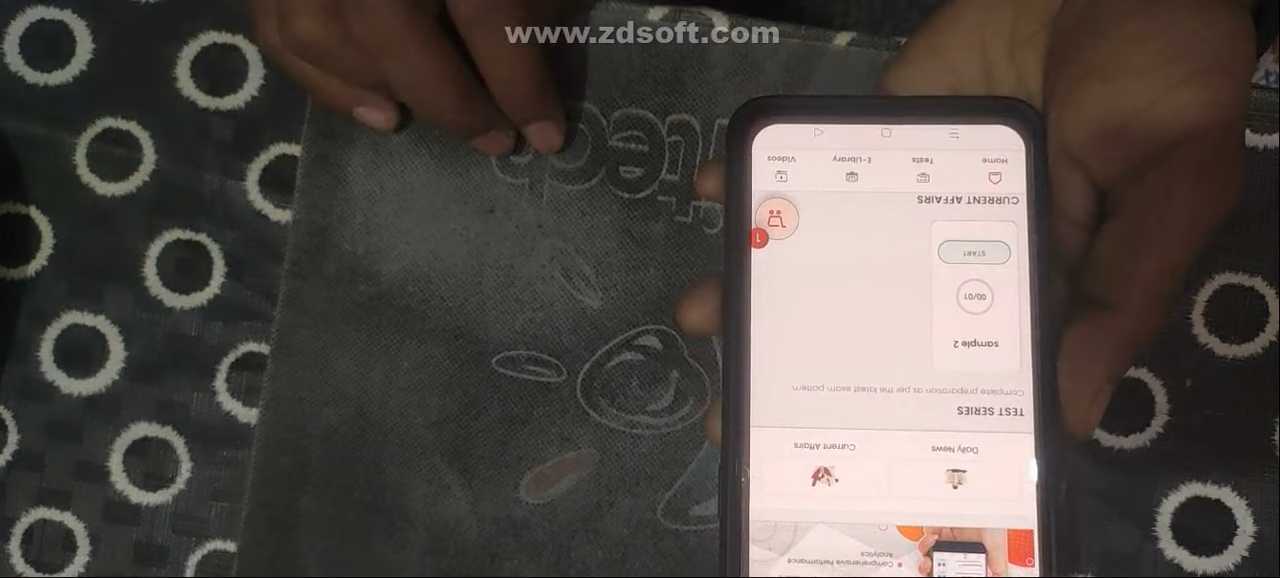 www.zdsoft.com
Comprehensive Performance
Analytics
Daily News
Current Affairs
TEST SERIES
Complete preparation as per the latest exam pattern
sample 2
00/01
START
1
CURRENT AFFAIRS
Home
Tests
E-Library
Videos